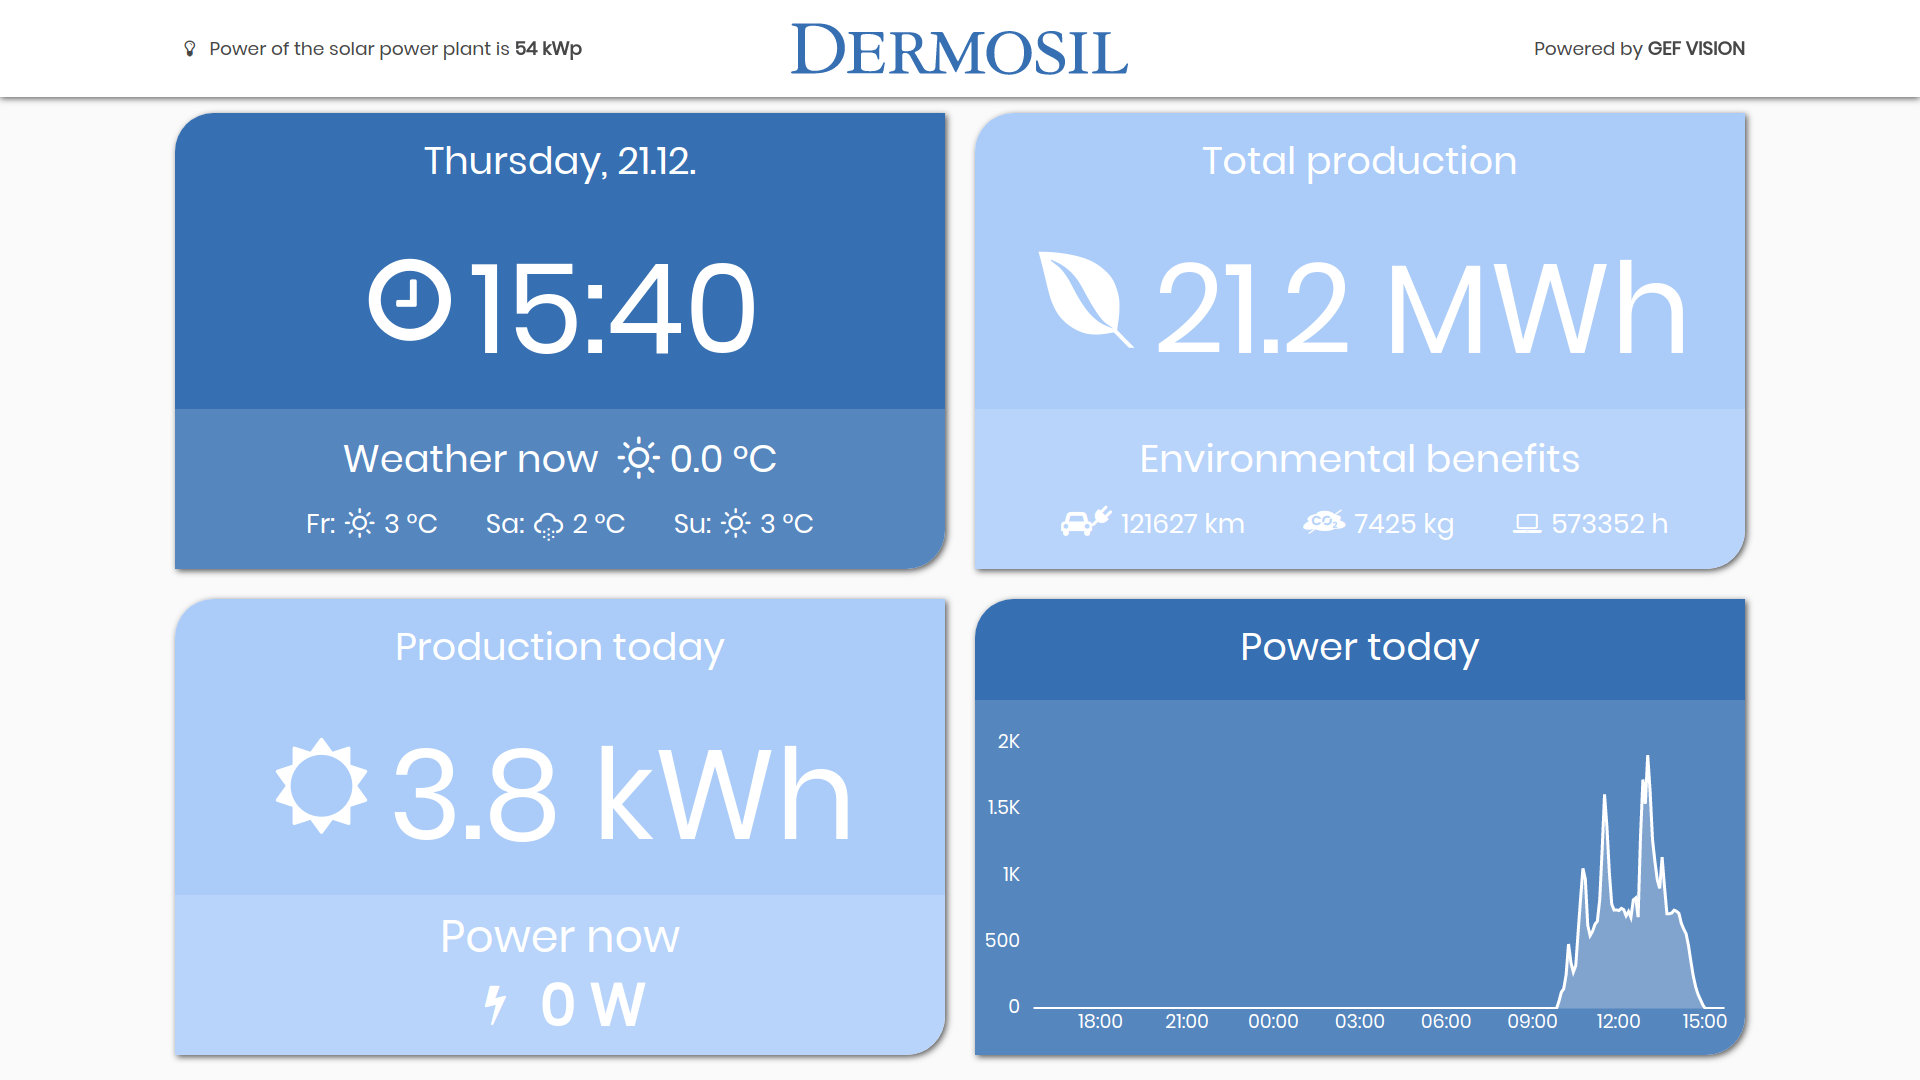 Power of the solar power plant is 54 kWp
DERMOSIL
Powered by GEF VISION
Thursday, 21.12.
15:40
Weather now 0.0 °C
Fr: 3 °C Sa: 2 °C Su: 3 °C
Total production
21.2 MWh
Environmental benefits
121627 km CO2 7425 kg 573352 h
Production today
3.8 kWh
Power now
0 W
Power today
2K
1.5K
1K
500
0
18:00 21:00 00:00 03:00 06:00 09:00 12:00 15:00